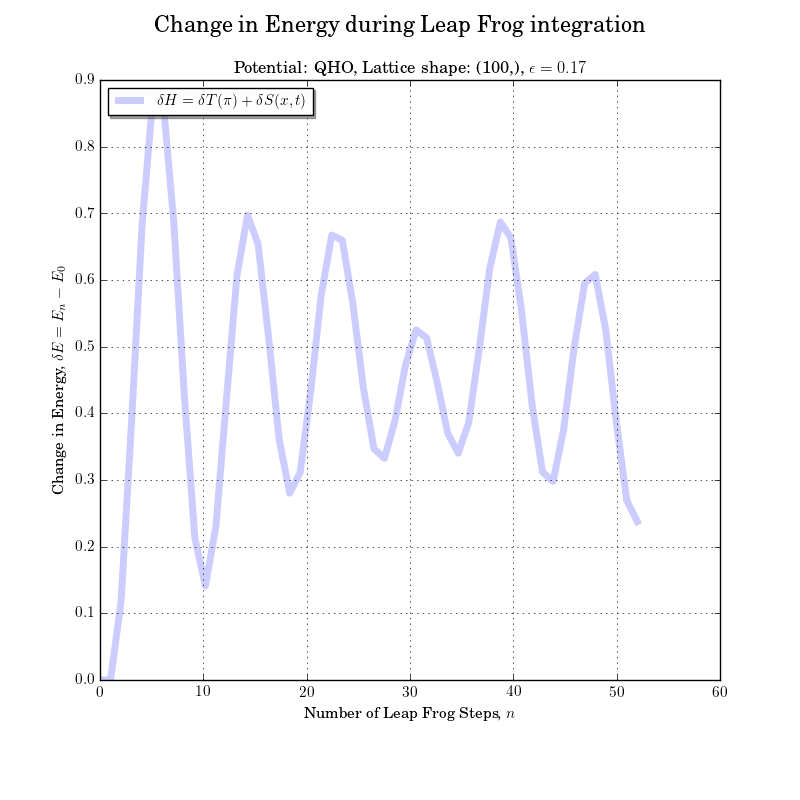 Change in Energy during Leap Frog integration
Potential: QHO, Lattice shape: (100,), ϵ = 0.17
δH = δT(π) + δS(x, t)
0.9
0.8
0.7
0.6
0.5
0.4
0.3
0.2
0.1
0.0
Change in Energy, δE = E_n − E_0
0 10 20 30 40 50 60
Number of Leap Frog Steps, n